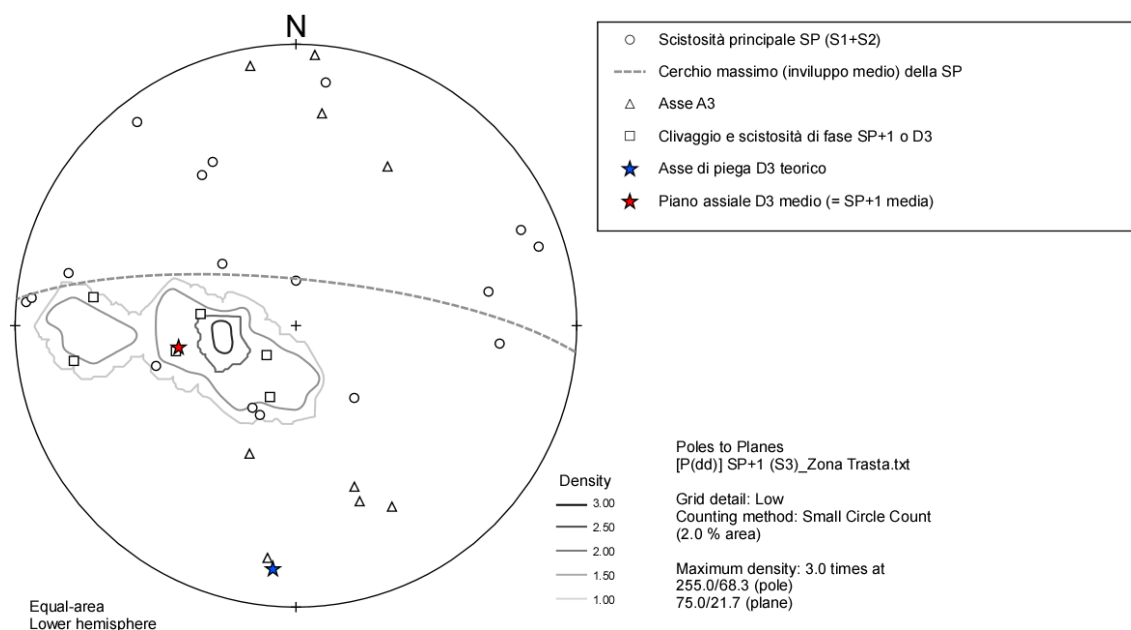 N
Scistosità principale SP (S1+S2)
Cerchio massimo (inviluppo medio) della SP
Asse A3
Clivaggio e scistosità di fase SP+1 o D3
Asse di piega D3 teorico
Piano assiale D3 medio (= SP+1 media)
Poles to Planes
[P(dd)] SP+1 (S3)_Zona Trasta.txt
Grid detail: Low
Counting method: Small Circle Count
(2.0 % area)
Maximum density: 3.0 times at
255.0/68.3 (pole)
75.0/21.7 (plane)
Density
3.00
2.50
2.00
1.50
1.00
Equal-area
Lower hemisphere